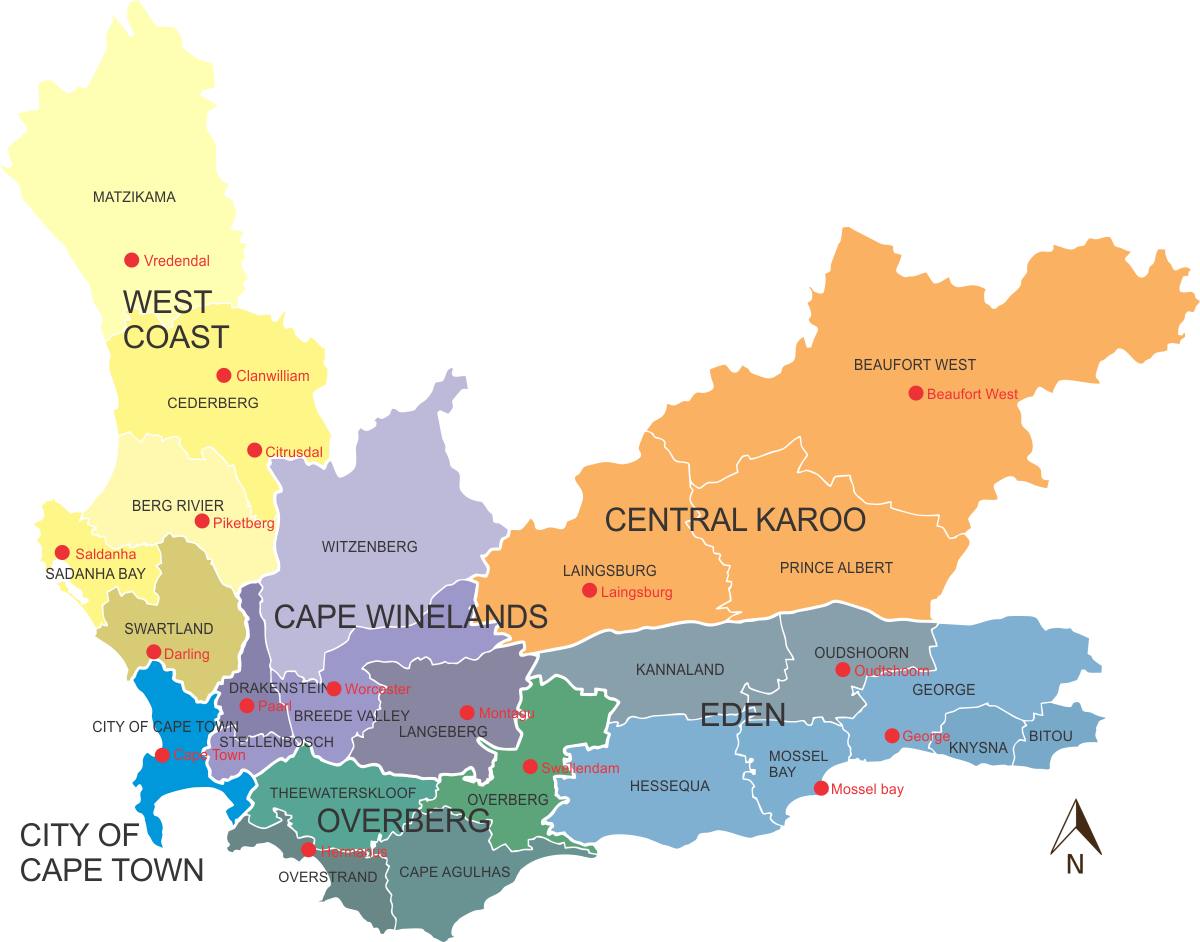 MATZIKAMA
Vredendal
WEST
COAST
Clanwilliam
CEDERBERG
Citrusdal
BERG RIVIER
Piketberg
Saldanha
SADANHA BAY
SWARTLAND
Darling
WITZENBERG
CAPE WINELANDS
DRAKENSTEIN
Paarl
Worcester
BREEDE VALLEY
STELLENBOSCH
Montagu
LANGEBERG
CITY OF CAPE TOWN
Cape Town
CITY OF
CAPE TOWN
THEEWATERSKLOOF
OVERBERG
Swellendam
OVERBERG
Hermanus
OVERSTRAND
CAPE AGULHAS
BEAUFORT WEST
Beaufort West
CENTRAL KAROO
LAINGSBURG
Laingsburg
PRINCE ALBERT
KANNALAND
OUDSHOORN
Oudtshoorn
GEORGE
EDEN
George
KNYSNA
BITOU
MOSSEL
BAY
Mossel bay
HESSEQUA
N